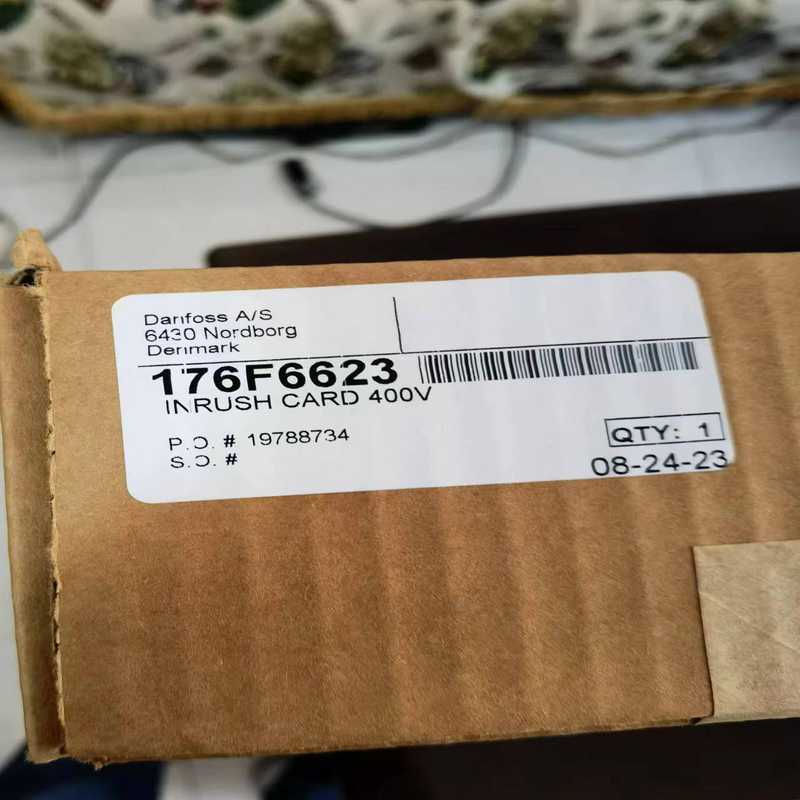 Danfoss A/S
6430 Nordborg
Denmark
176F6623
INRUSH CARD 400V
P.O. # 19788734
S.O. #
QTY: 1
08-24-23